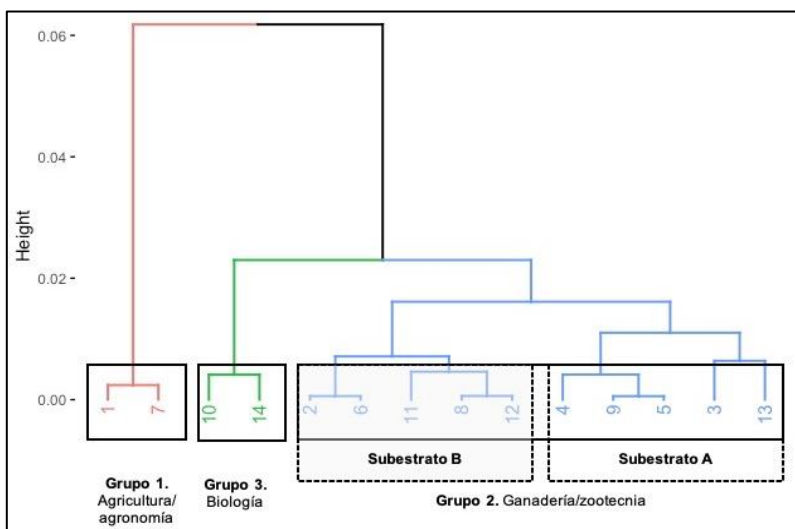 0.06
0.04
Height
0.02
0.00
1 7 10 14 2 6 11 8 12 4 9 5 3 13
Subestrato B
Subestrato A
Grupo 1.
Agricultura/
agronomía
Grupo 3.
Biología
Grupo 2. Ganadería/zootecnia